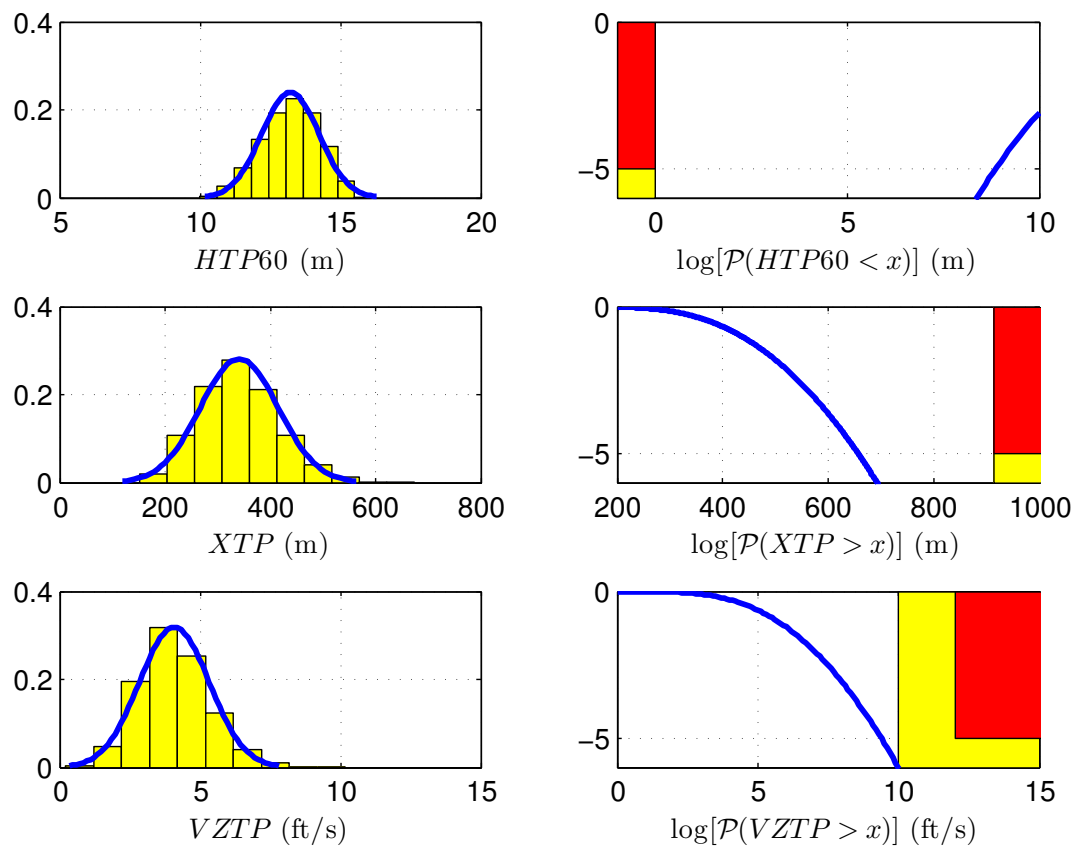 0.4
0.2
0
5 10 15 20
HTP60 (m)
0
−5
0 5 10
log[P(HTP60 < x)] (m)
0.4
0.2
0
0 200 400 600 800
XTP (m)
0
−5
200 400 600 800 1000
log[P(XTP > x)] (m)
0.4
0.2
0
0 5 10 15
VZTP (ft/s)
0
−5
0 5 10 15
log[P(VZTP > x)] (ft/s)